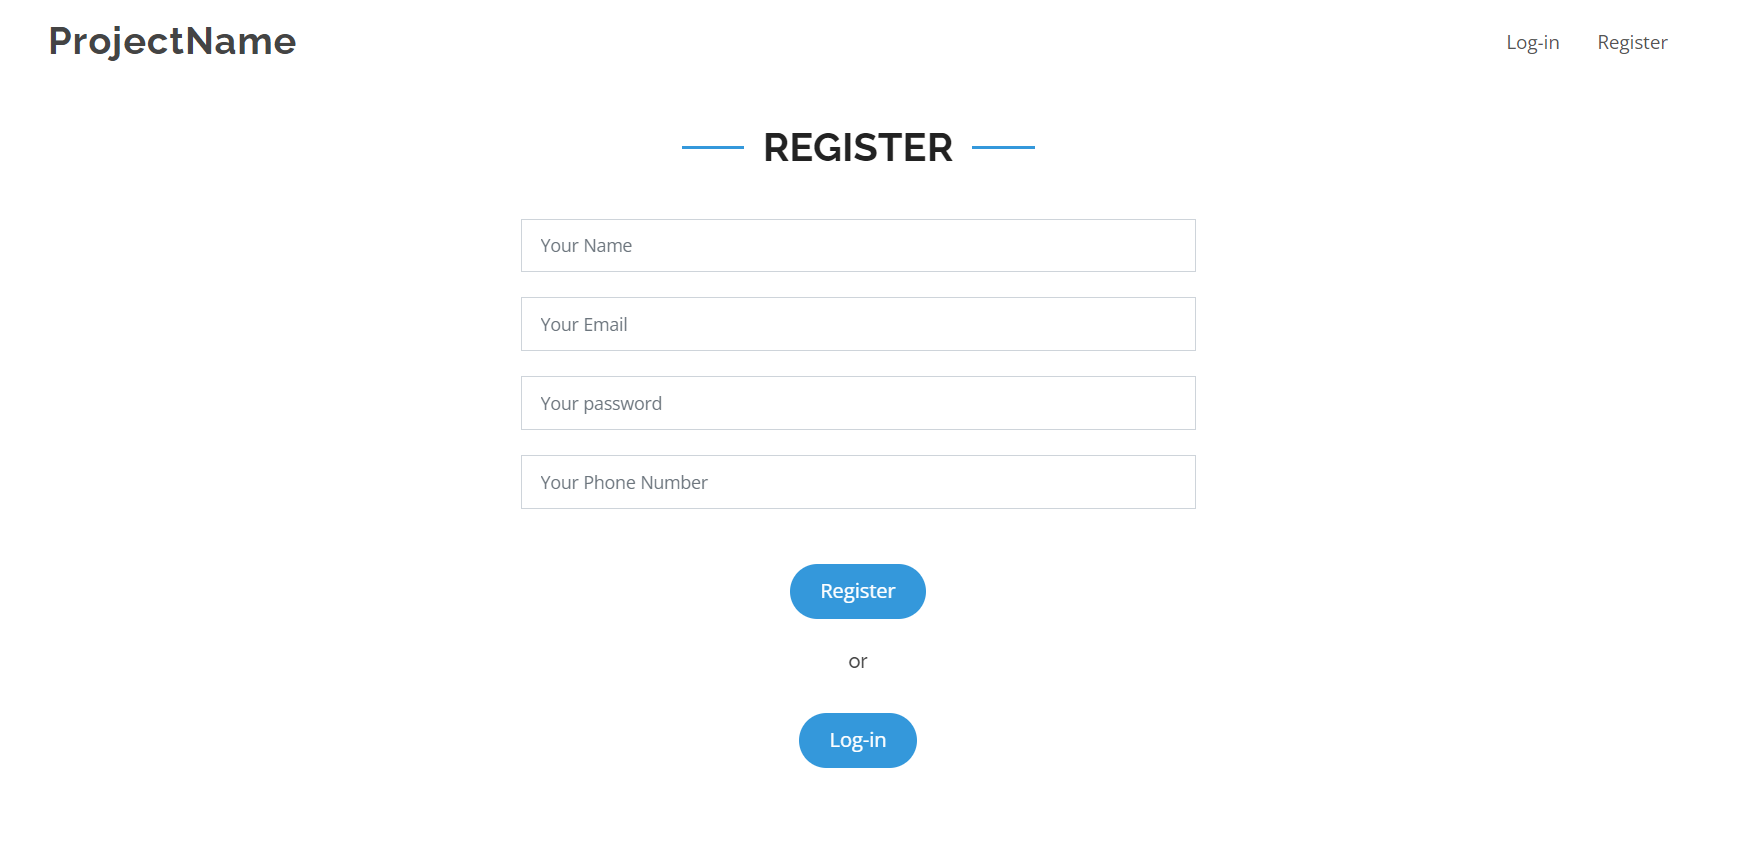 ProjectName
Log-in Register
REGISTER
Your Name
Your Email
Your password
Your Phone Number
Register
or
Log-in